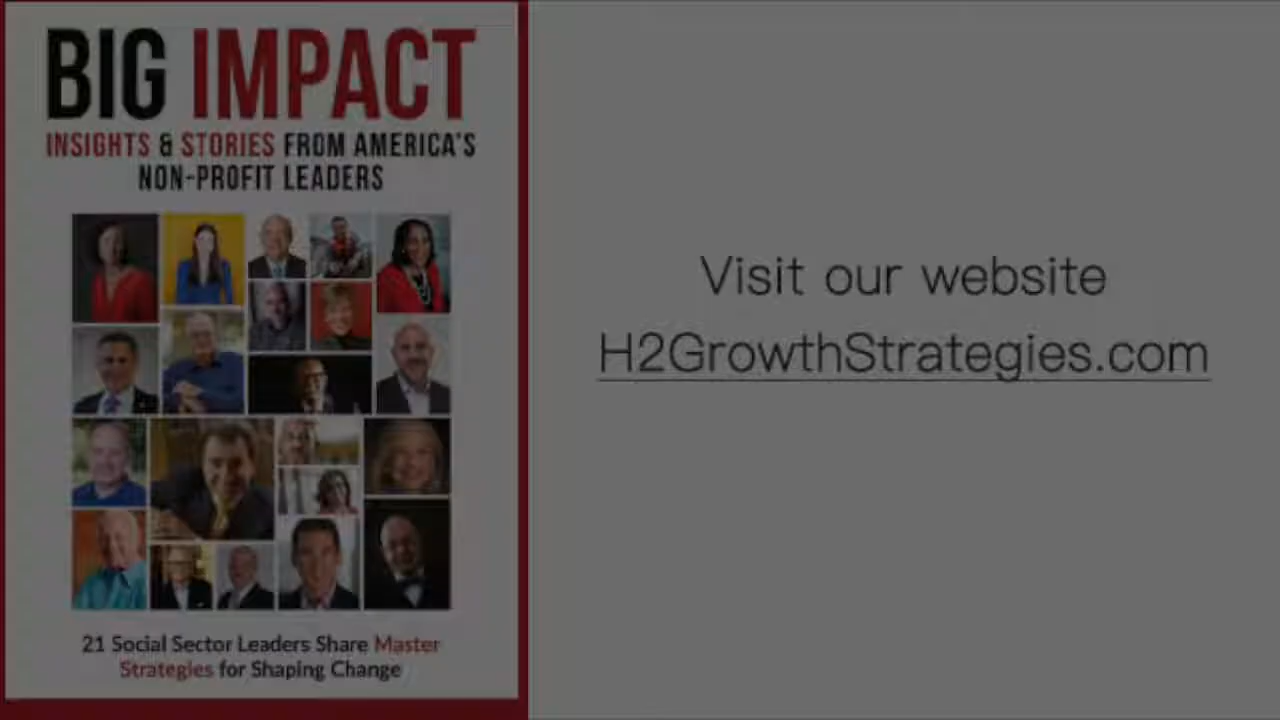 BIG IMPACT
INSIGHTS & STORIES FROM AMERICA'S
NON-PROFIT LEADERS
21 Social Sector Leaders Share Master
Strategies for Shaping Change
Visit our website
H2GrowthStrategies.com